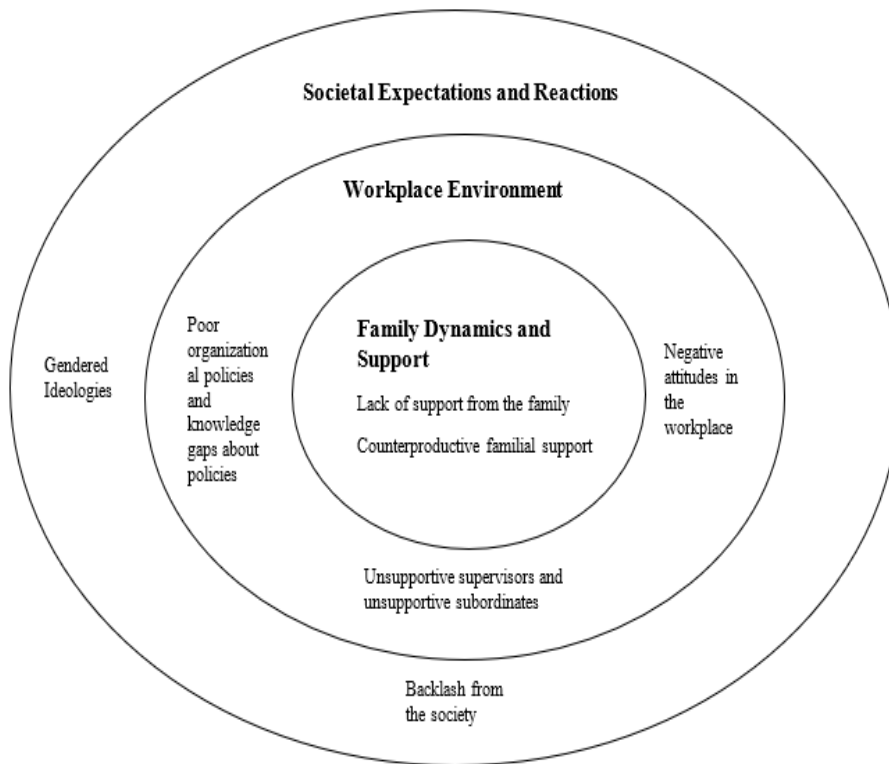 Societal Expectations and Reactions
Workplace Environment
Family Dynamics and
Support
Lack of support from the family
Counterproductive familial support
Poor
organization
al policies
and
knowledge
gaps about
policies
Negative
attitudes in
the
workplace
Unsupportive supervisors and
unsupportive subordinates
Gendered
Ideologies
Backlash from
the society